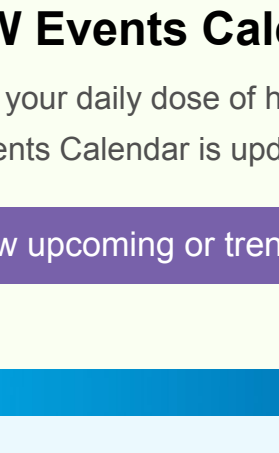 W Events Cal
your daily dose of h
ents Calendar is upd
w upcoming or tren